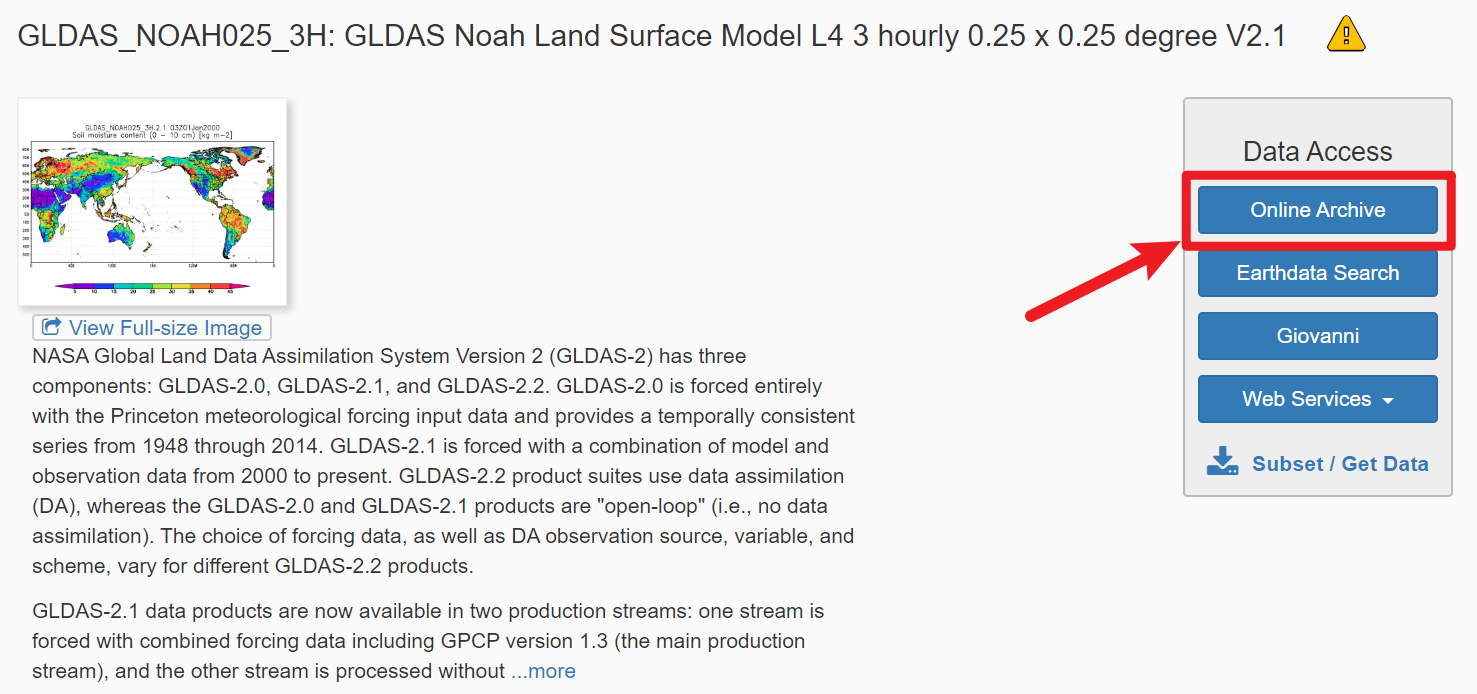 GLDAS_NOAH025_3H: GLDAS Noah Land Surface Model L4 3 hourly 0.25 x 0.25 degree V2.1
GLDAS_NOAH025_3H.2.1 03Z01Jan2000
Soil moisture content (0 - 10 cm) [kg m-2]
5 10 15 20 25 30 35 40 45
View Full-size Image
NASA Global Land Data Assimilation System Version 2 (GLDAS-2) has three
components: GLDAS-2.0, GLDAS-2.1, and GLDAS-2.2. GLDAS-2.0 is forced entirely
with the Princeton meteorological forcing input data and provides a temporally consistent
series from 1948 through 2014. GLDAS-2.1 is forced with a combination of model and
observation data from 2000 to present. GLDAS-2.2 product suites use data assimilation
(DA), whereas the GLDAS-2.0 and GLDAS-2.1 products are "open-loop" (i.e., no data
assimilation). The choice of forcing data, as well as DA observation source, variable, and
scheme, vary for different GLDAS-2.2 products.
GLDAS-2.1 data products are now available in two production streams: one stream is
forced with combined forcing data including GPCP version 1.3 (the main production
stream), and the other stream is processed without ...more
Data Access
Online Archive
Earthdata Search
Giovanni
Web Services
Subset / Get Data